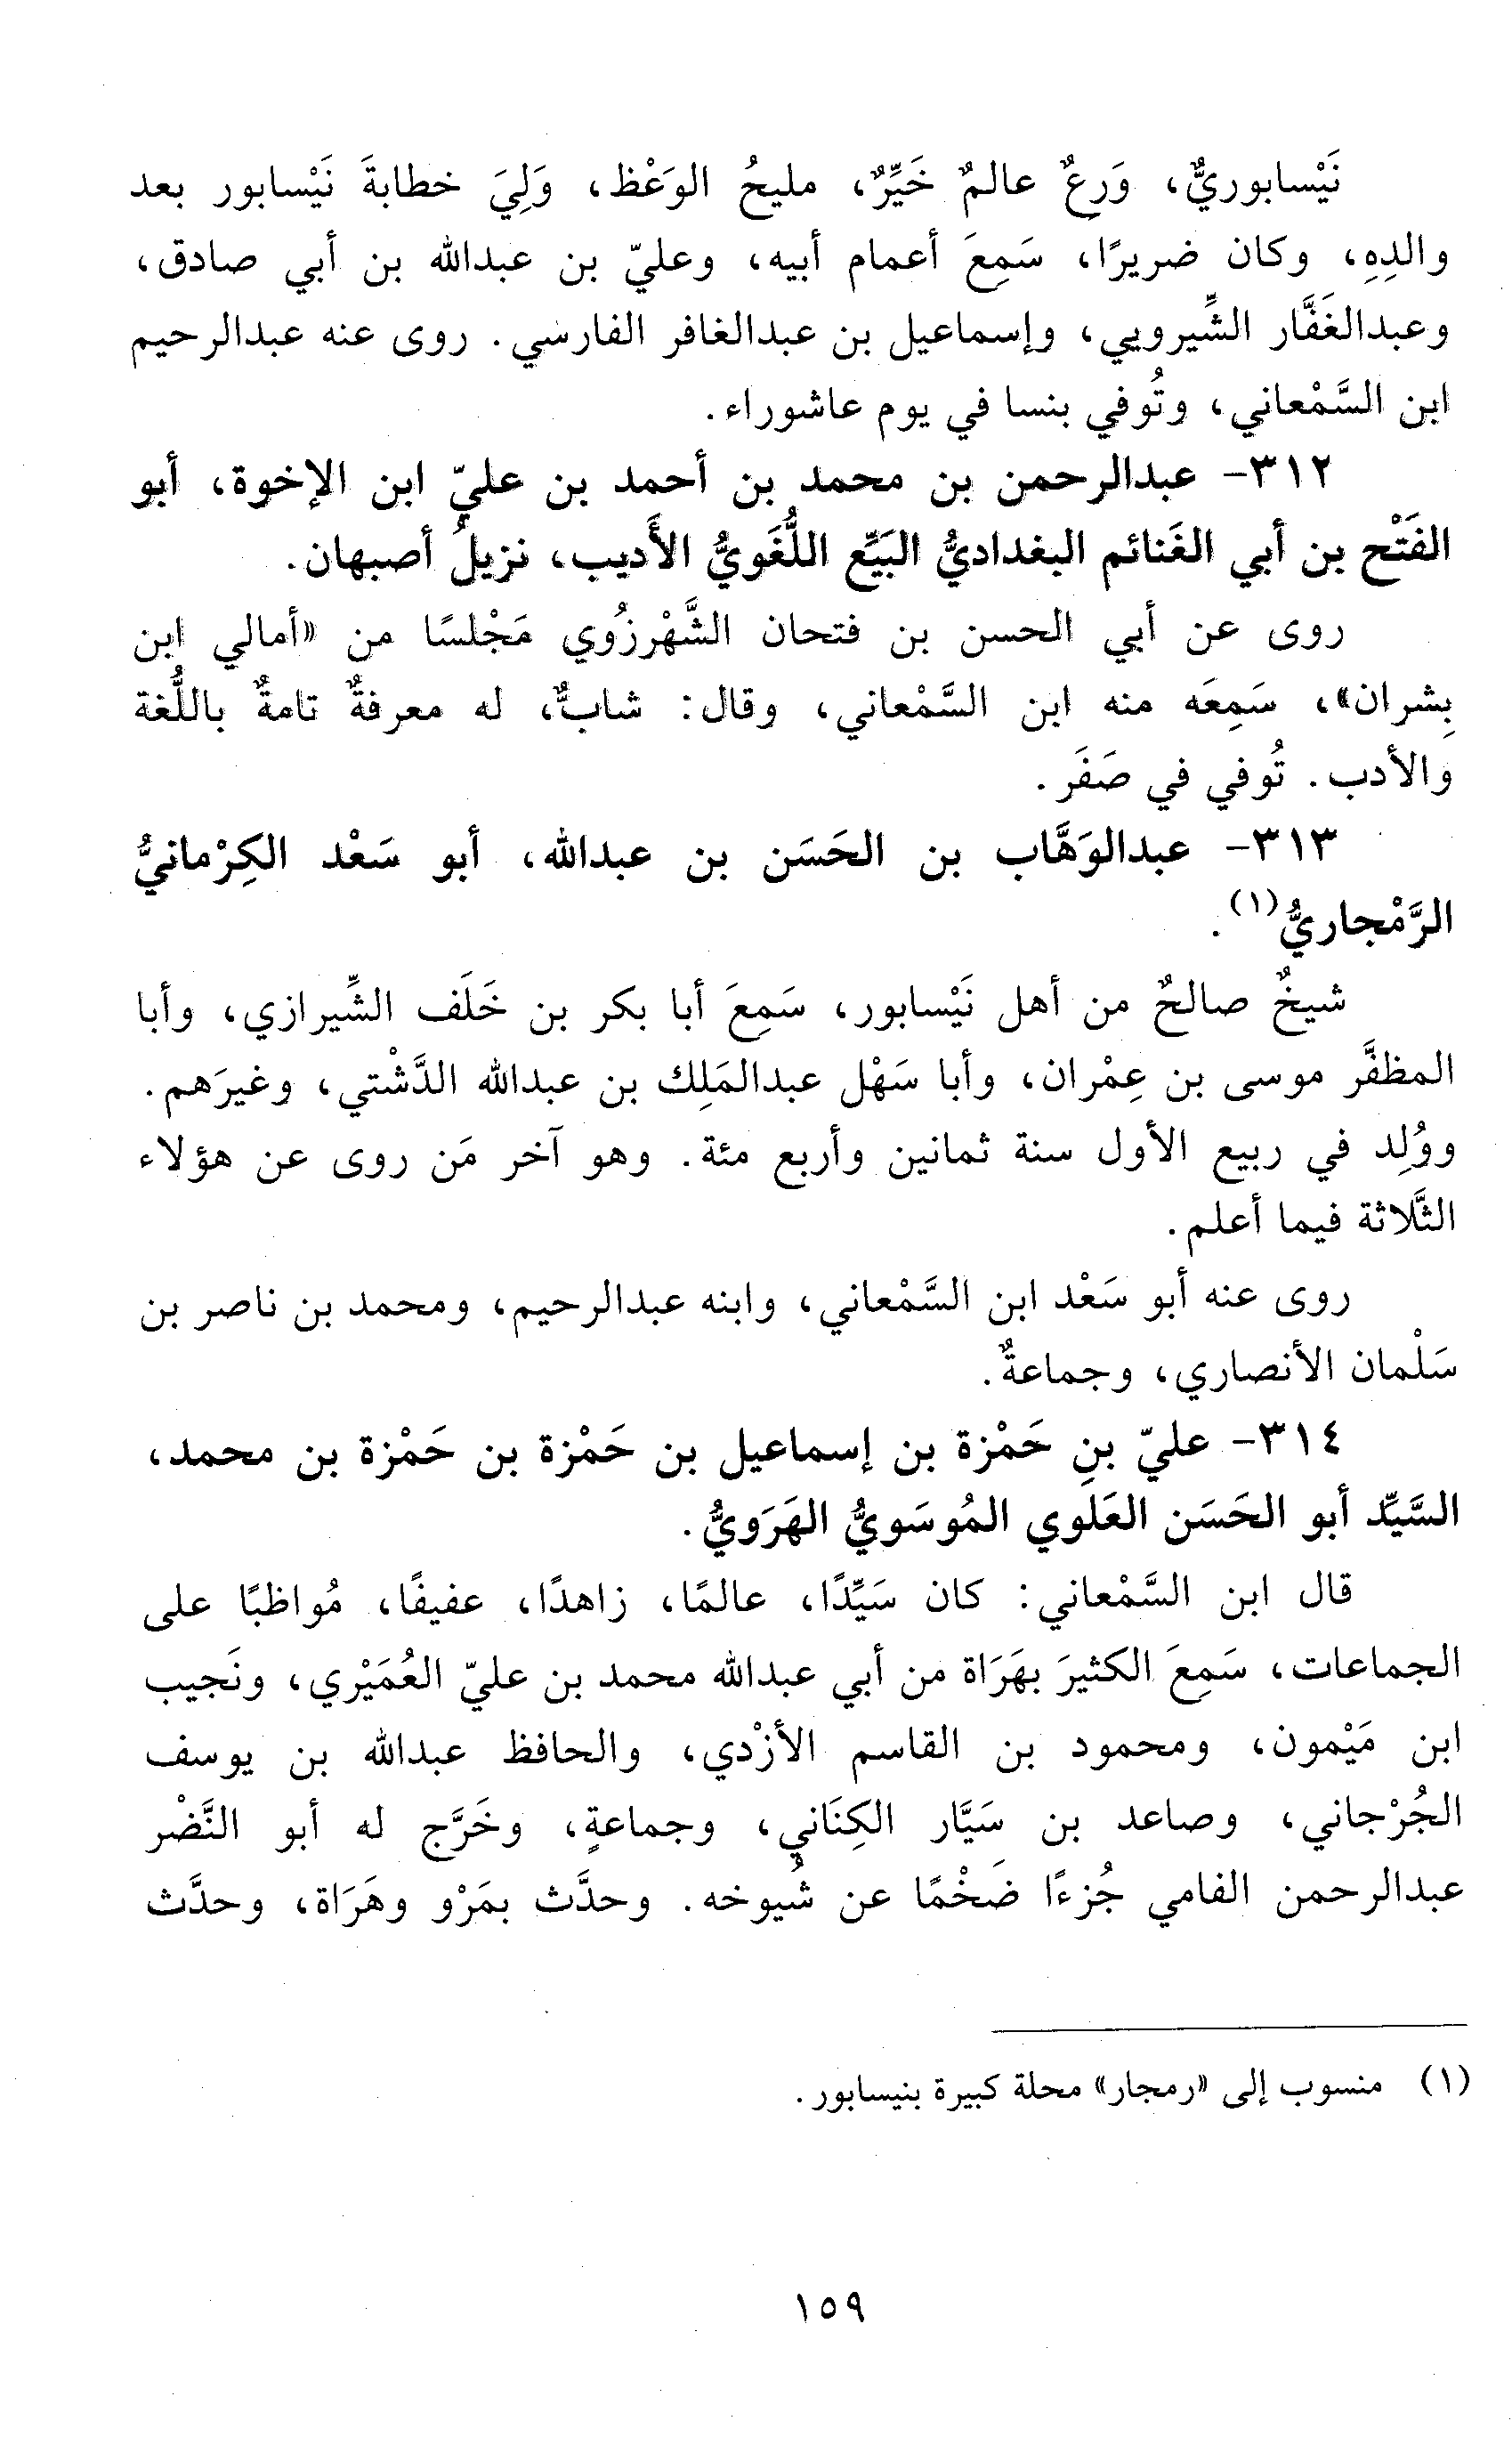 نَيْسابوريٌّ، وَرِعٌ عالمٌ خَيِّرٌ، مليحُ الوَعْظ، وَلِيَ خطابةَ نَيْسابور بعد
والدِهِ، وكان ضريرًا، سَمِعَ أعمام أبيه، وعليّ بن عبدالله بن أبي صادق،
وعبدالغَفَّار الشِّيرويي، وإسماعيل بن عبدالغافر الفارسي. روى عنه عبدالرحيم
ابن السَّمْعاني، وتُوفي بنسا في يوم عاشوراء.
٣١٢- عبدالرحمن بن محمد بن أحمد بن عليّ ابن الإخوة، أبو
الفَتْح بن أبي الغَنائم البغداديُّ البَيِّع اللُّغَويُّ الأَديب، نزيلُ أصبهان.
روى عن أبي الحسن بن فتحان الشَّهْرزُوي مَجْلسًا من «أمالي ابن
بِشران»، سَمِعَه منه ابن السَّمْعاني، وقال: شابٌّ، له معرفةٌ تامةٌ باللُّغة
والأدب. تُوفي في صَفَر.
٣١٣- عبدالوَهَّاب بن الحَسَن بن عبدالله، أبو سَعْد الكِرْمانيُّ
الرَّمْجاريُّ(١).
شيخٌ صالحٌ من أهل نَيْسابور، سَمِعَ أبا بكر بن خَلَف الشِّيرازي، وأبا
المظفَّر موسى بن عِمْران، وأبا سَهْل عبدالمَلِك بن عبدالله الدَّشْتي، وغيرَهم.
ووُلِد في ربيع الأول سنة ثمانين وأربع مئة. وهو آخر مَن روى عن هؤلاء
الثَّلاثة فيما أعلم.
روى عنه أبو سَعْد ابن السَّمْعاني، وابنه عبدالرحيم، ومحمد بن ناصر بن
سَلْمان الأنصاري، وجماعةٌ.
٣١٤- عليّ بنِ حَمْزة بن إسماعيل بن حَمْزة بن حَمْزة بن محمد،
السَّيِّد أبو الحَسَن العَلَوي المُوسَويُّ الهَرَويُّ.
قال ابن السَّمْعاني: كان سَيِّدًا، عالمًا، زاهدًا، عفيفًا، مُواظبًا على
الجماعات، سَمِعَ الكثيرَ بهَرَاة من أبي عبدالله محمد بن عليّ العُمَيْري، ونَجيب
ابن مَيْمون، ومحمود بن القاسم الأزْدي، والحافظ عبدالله بن يوسف
الجُرْجاني، وصاعد بن سَيَّار الكِنَاني، وجماعةٍ، وخَرَّج له أبو النَّضْر
عبدالرحمن الفامي جُزءًا ضَخْمًا عن شُيوخه. وحدَّث بمَرْو وهَرَاة، وحدَّث
(١) منسوب إلى «رمجار» محلة كبيرة بنيسابور.
١٥٩